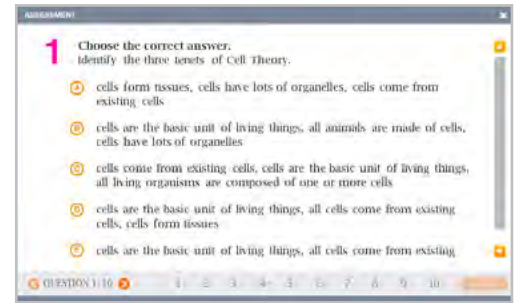 ASSESSMENT
1 Choose the correct answer.
Identify the three tenets of Cell Theory.
A cells form tissues, cells have lots of organelles, cells come from
existing cells
B cells are the basic unit of living things, all animals are made of cells,
cells have lots of organelles
C cells come from existing cells, cells are the basic unit of living things,
all living organisms are composed of one or more cells
D cells are the basic unit of living things, all cells come from existing
cells, cells form tissues
cells are the basic unit of living things, all cells come from existing
QUESTION 1/10 1 2 3 4 5 6 7 8 9 10